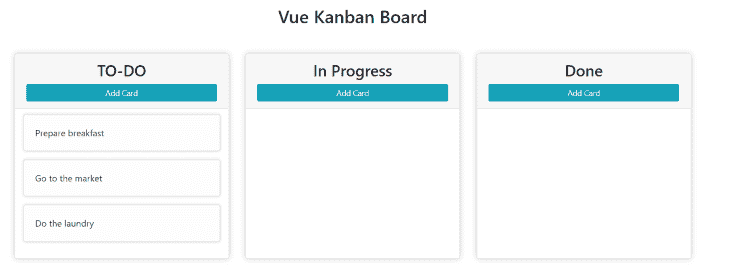 Vue Kanban Board
TO-DO
Add Card
Prepare breakfast
Go to the market
Do the laundry
In Progress
Add Card
Done
Add Card